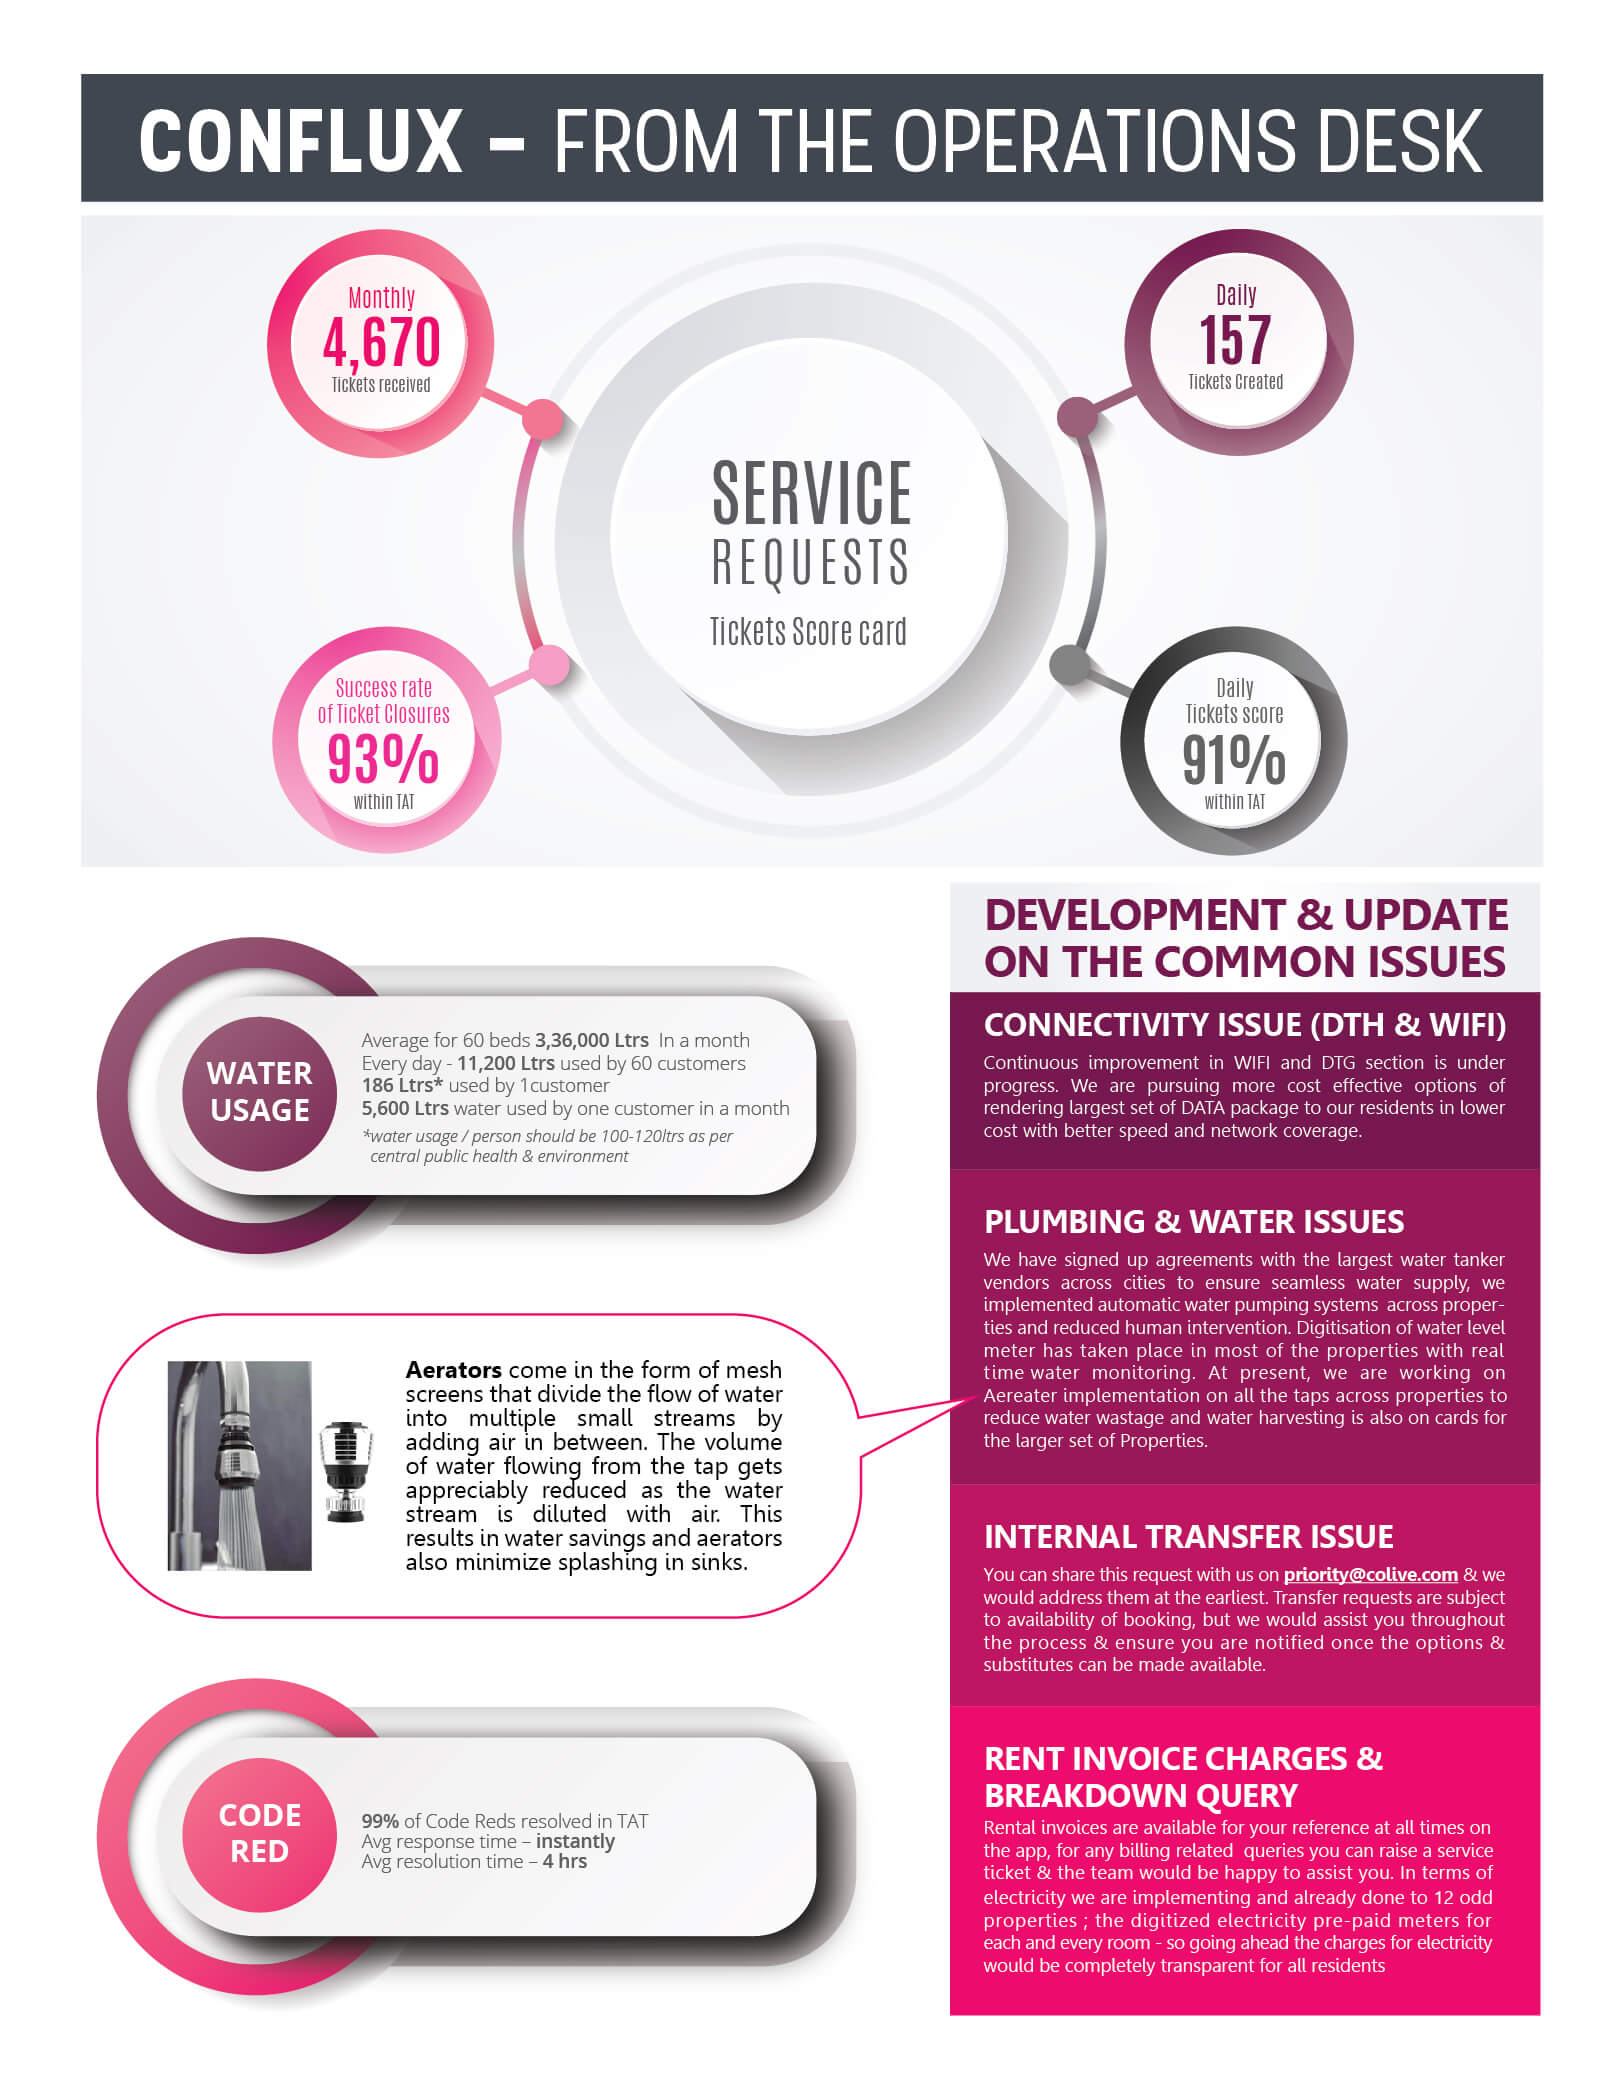 CONFLUX – FROM THE OPERATIONS DESK
Monthly
4,670
Tickets received
Daily
157
Tickets Created
SERVICE
REQUESTS
Tickets Score card
Success rate
of Ticket Closures
93%
within TAT
Daily
Tickets score
91%
within TAT
WATER
USAGE
Average for 60 beds 3,36,000 Ltrs In a month
Every day - 11,200 Ltrs used by 60 customers
186 Ltrs* used by 1customer
5,600 Ltrs water used by one customer in a month
*water usage / person should be 100-120ltrs as per
central public health & environment
Aerators come in the form of mesh
screens that divide the flow of water
into multiple small streams by
adding air in between. The volume
of water flowing from the tap gets
appreciably reduced as the water
stream is diluted with air. This
results in water savings and aerators
also minimize splashing in sinks.
CODE
RED
99% of Code Reds resolved in TAT
Avg response time – instantly
Avg resolution time – 4 hrs
DEVELOPMENT & UPDATE
ON THE COMMON ISSUES
CONNECTIVITY ISSUE (DTH & WIFI)
Continuous improvement in WIFI and DTG section is under
progress. We are pursuing more cost effective options of
rendering largest set of DATA package to our residents in lower
cost with better speed and network coverage.
PLUMBING & WATER ISSUES
We have signed up agreements with the largest water tanker
vendors across cities to ensure seamless water supply, we
implemented automatic water pumping systems across proper-
ties and reduced human intervention. Digitisation of water level
meter has taken place in most of the properties with real
time water monitoring. At present, we are working on
Aereater implementation on all the taps across properties to
reduce water wastage and water harvesting is also on cards for
the larger set of Properties.
INTERNAL TRANSFER ISSUE
You can share this request with us on priority@colive.com & we
would address them at the earliest. Transfer requests are subject
to availability of booking, but we would assist you throughout
the process & ensure you are notified once the options &
substitutes can be made available.
RENT INVOICE CHARGES &
BREAKDOWN QUERY
Rental invoices are available for your reference at all times on
the app, for any billing related queries you can raise a service
ticket & the team would be happy to assist you. In terms of
electricity we are implementing and already done to 12 odd
properties ; the digitized electricity pre-paid meters for
each and every room - so going ahead the charges for electricity
would be completely transparent for all residents